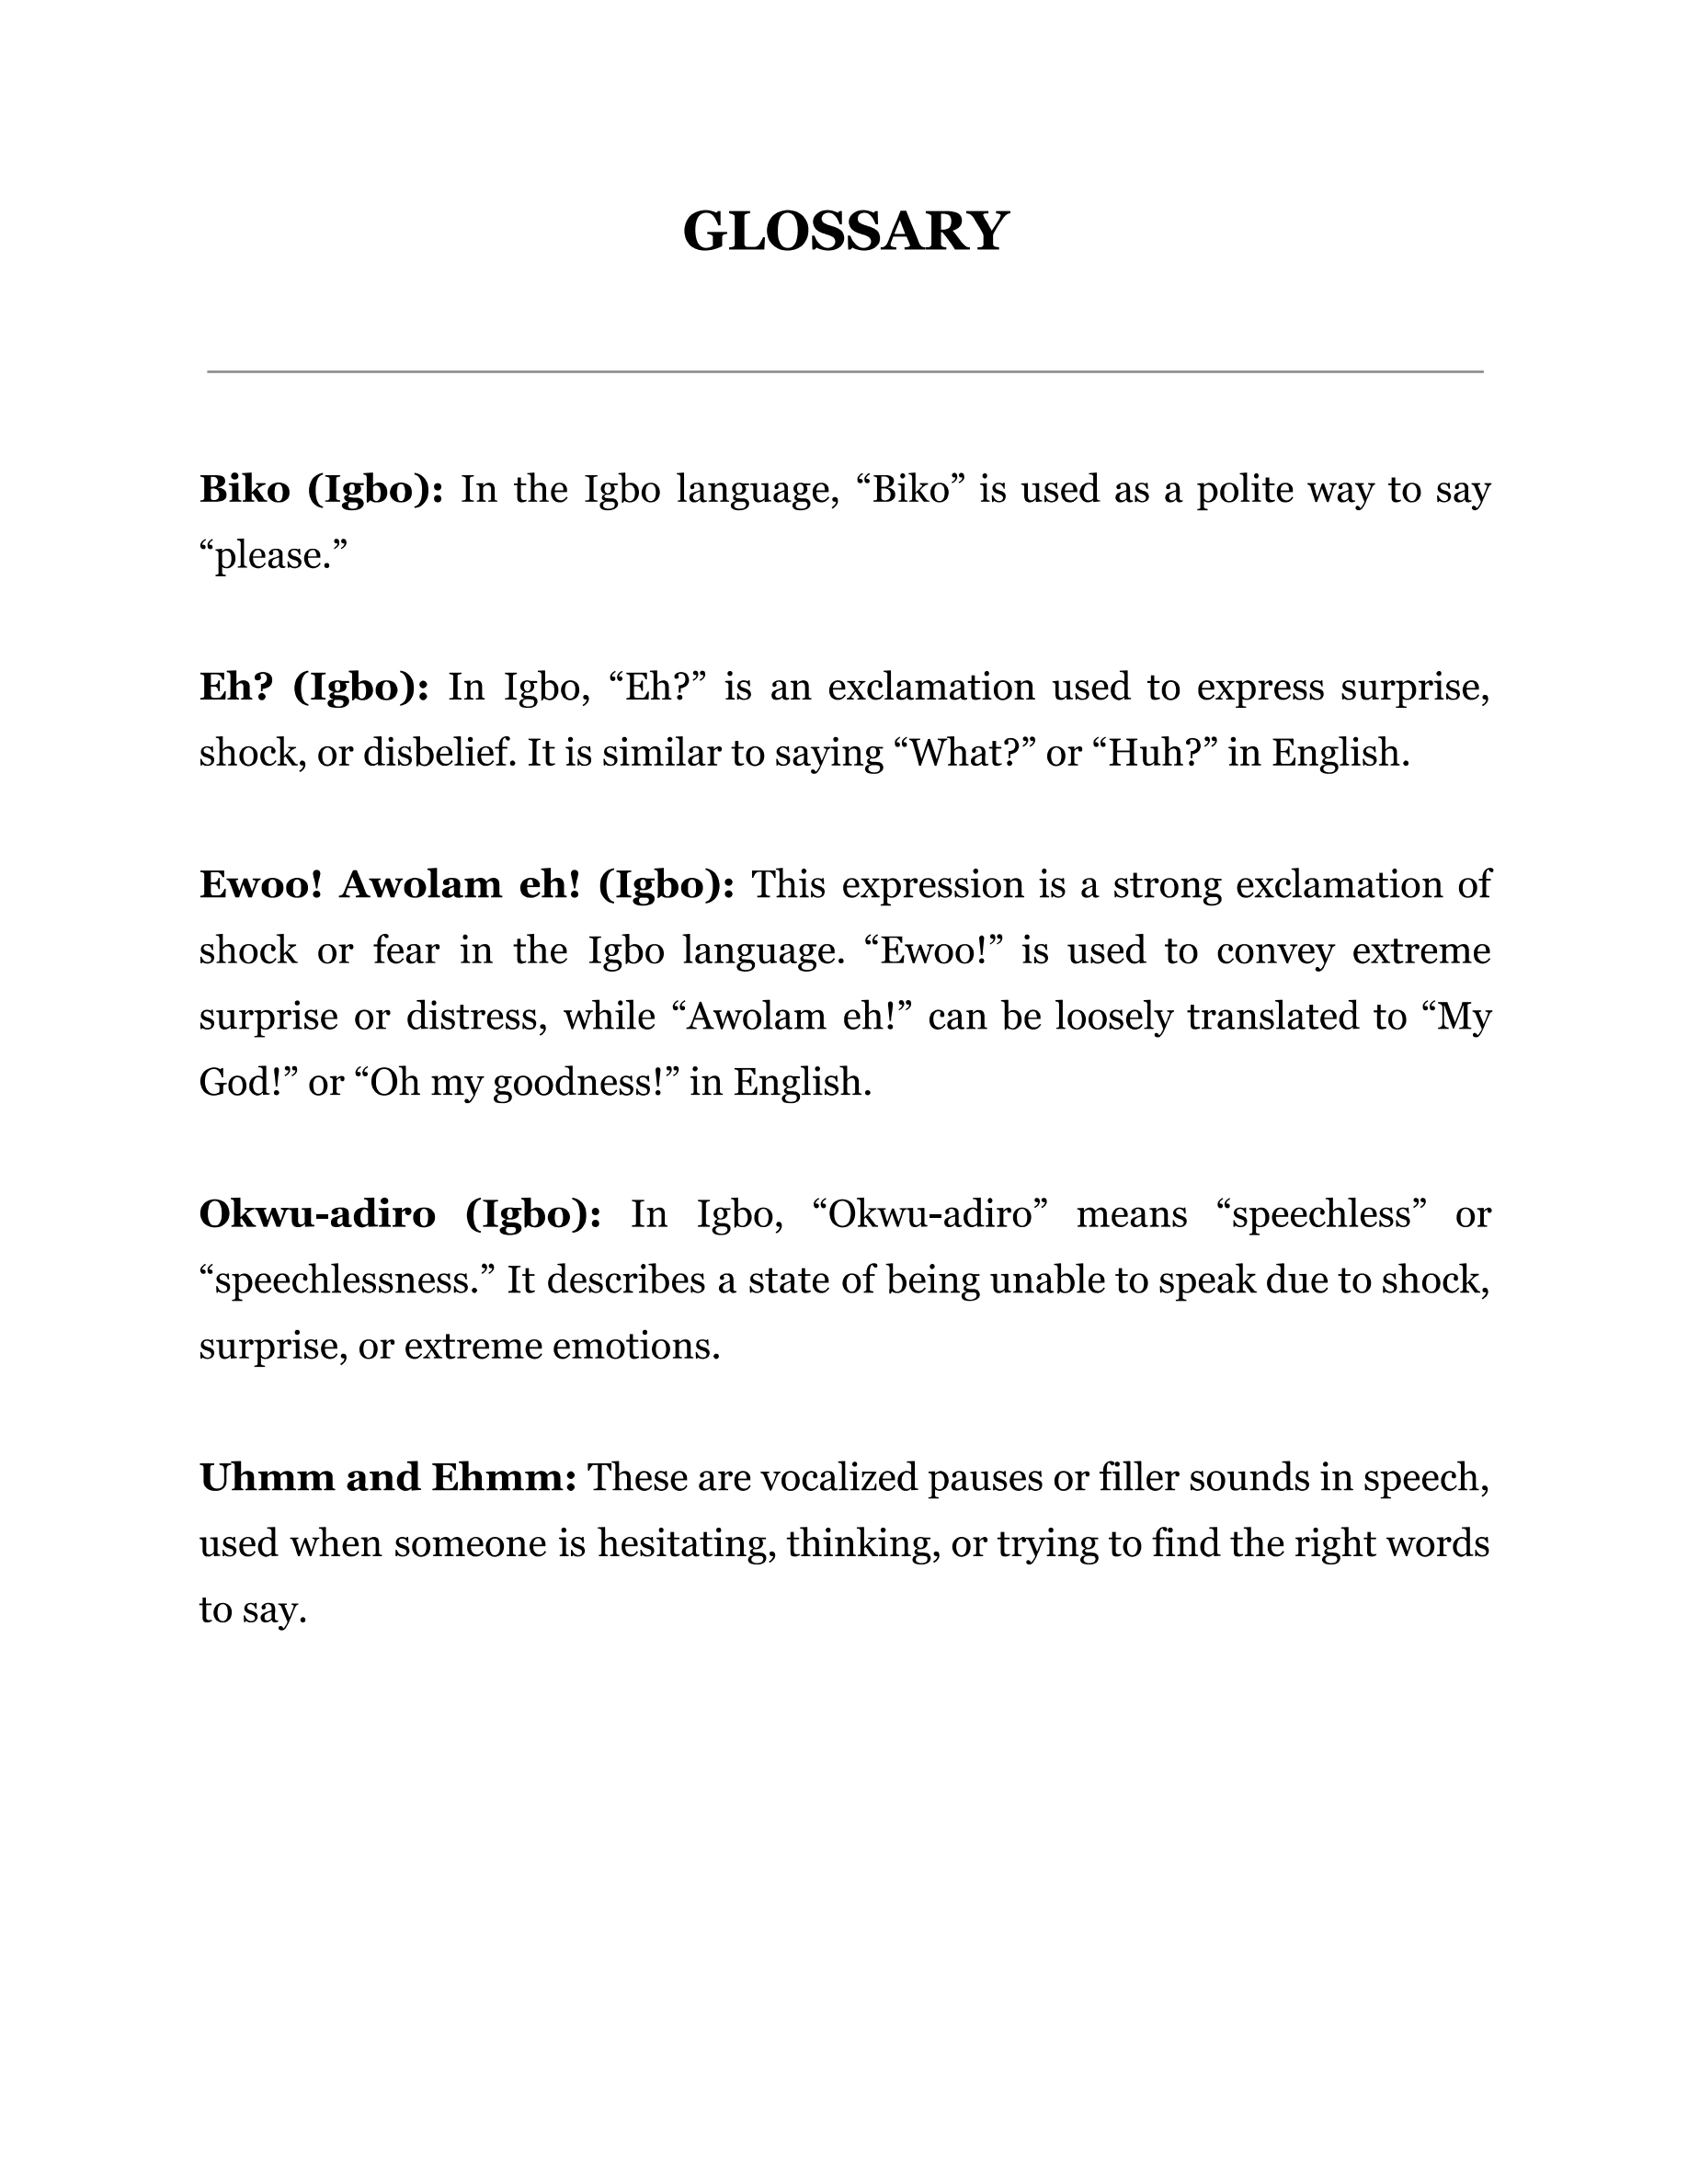 GLOSSARY
Biko (Igbo): In the Igbo language, “Biko” is used as a polite way to say
“please.”
Eh? (Igbo): In Igbo, “Eh?” is an exclamation used to express surprise,
shock, or disbelief. It is similar to saying “What?” or “Huh?” in English.
Ewoo! Awolam eh! (Igbo): This expression is a strong exclamation of
shock or fear in the Igbo language. “Ewoo!” is used to convey extreme
surprise or distress, while “Awolam eh!” can be loosely translated to “My
God!” or “Oh my goodness!” in English.
Okwu-adiro (Igbo): In Igbo, “Okwu-adiro” means “speechless” or
“speechlessness.” It describes a state of being unable to speak due to shock,
surprise, or extreme emotions.
Uhmm and Ehmm: These are vocalized pauses or filler sounds in speech,
used when someone is hesitating, thinking, or trying to find the right words
to say.